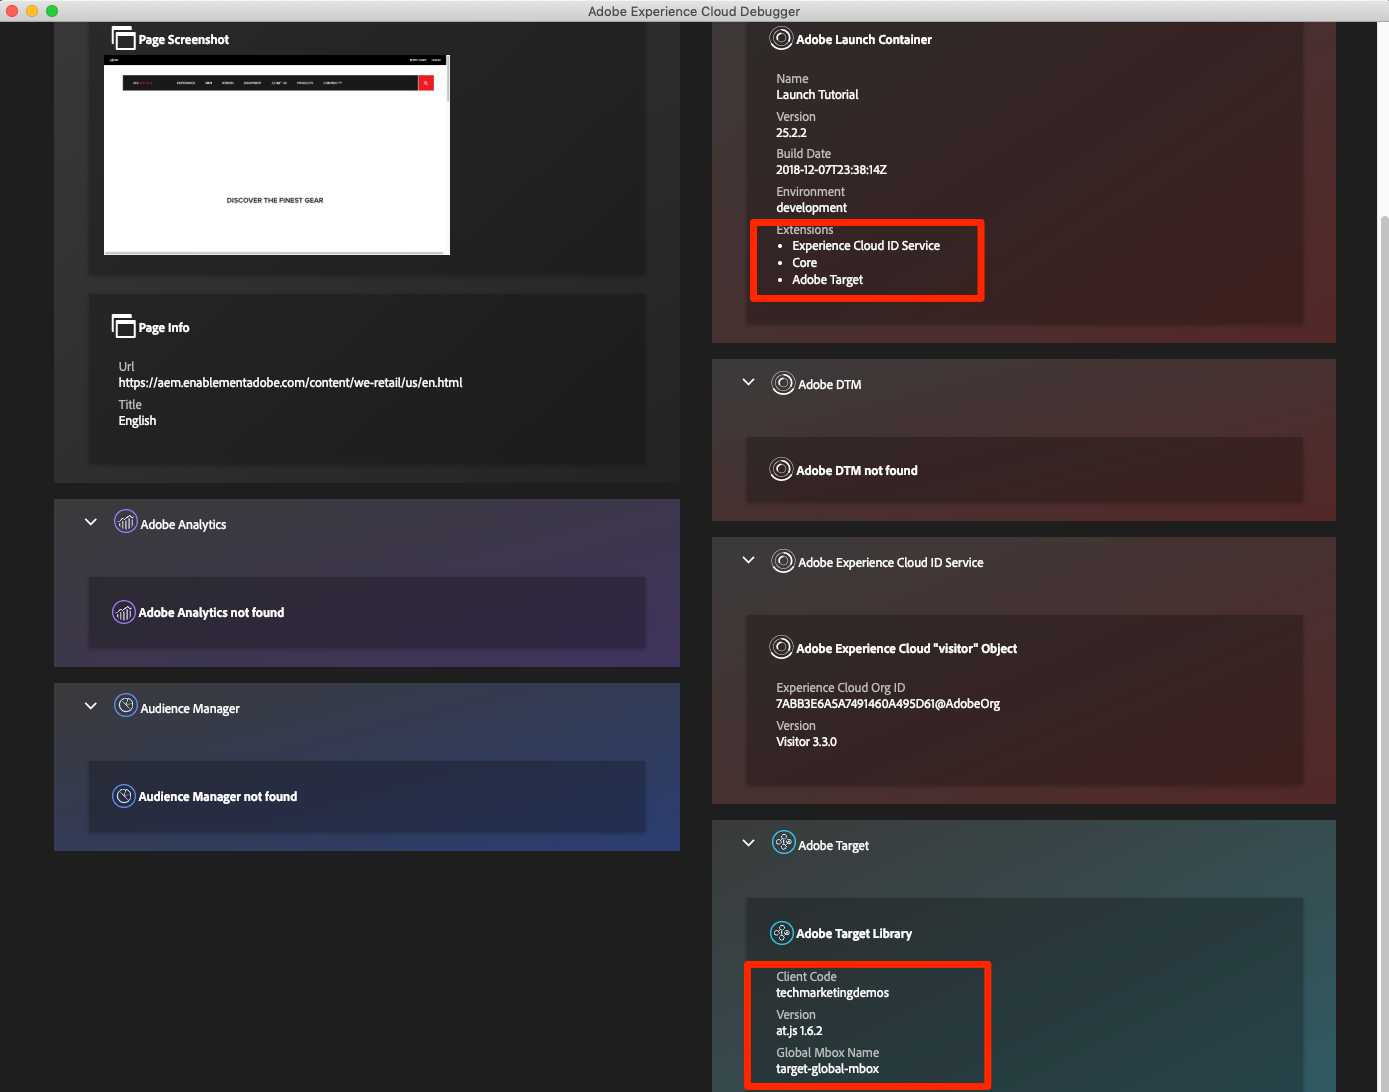 Adobe Experience Cloud Debugger
Page Screenshot
DISCOVER THE FINEST GEAR
Page Info
Url
https://aem.enablementadobe.com/content/we-retail/us/en.html
Title
English
Adobe Analytics
Adobe Analytics not found
Audience Manager
Audience Manager not found
Adobe Launch Container
Name
Launch Tutorial
Version
25.2.2
Build Date
2018-12-07T23:38:14Z
Environment
development
Extensions
• Experience Cloud ID Service
• Core
• Adobe Target
Adobe DTM
Adobe DTM not found
Adobe Experience Cloud ID Service
Adobe Experience Cloud "visitor" Object
Experience Cloud Org ID
7ABB3E6A5A7491460A495D61@AdobeOrg
Version
Visitor 3.3.0
Adobe Target
Adobe Target Library
Client Code
techmarketingdemos
Version
at.js 1.6.2
Global Mbox Name
target-global-mbox